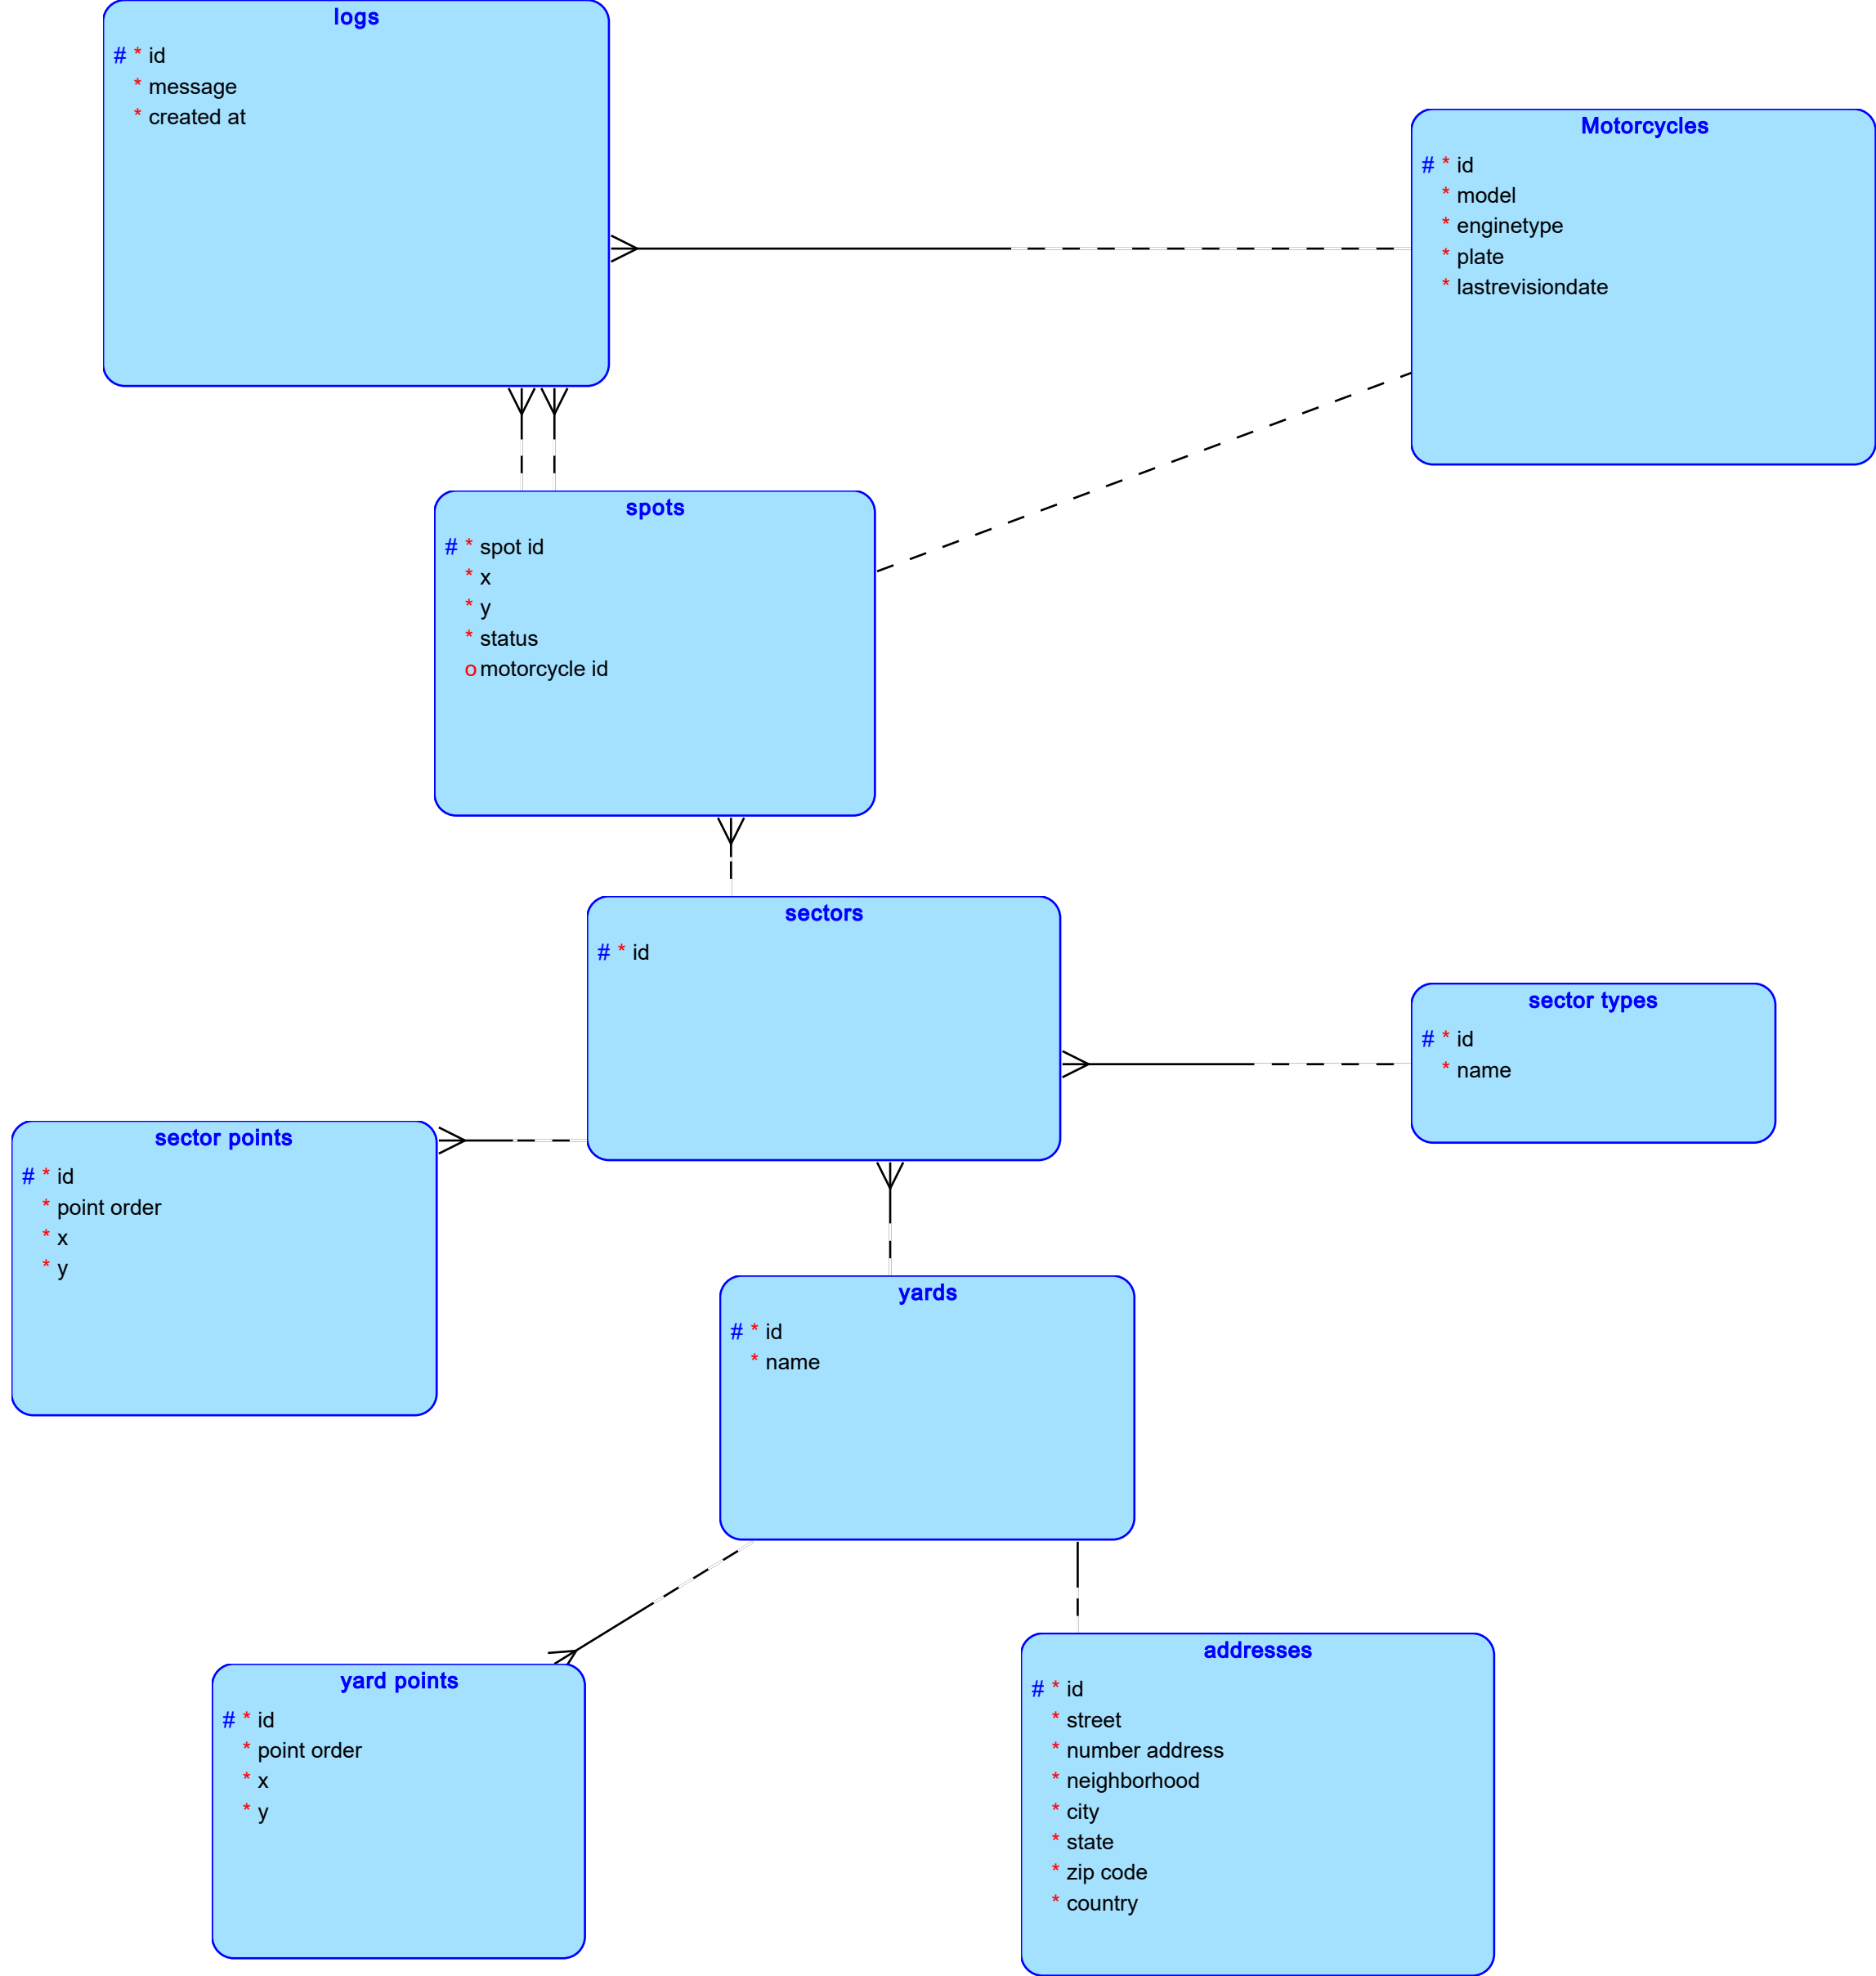 logs
# * id
* message
* created at
Motorcycles
# * id
* model
* enginetype
* plate
* lastrevisiondate
spots
# * spot id
* x
* y
* status
o motorcycle id
sectors
# * id
sector types
# * id
* name
sector points
# * id
* point order
* x
* y
yards
# * id
* name
yard points
# * id
* point order
* x
* y
addresses
# * id
* street
* number address
* neighborhood
* city
* state
* zip code
* country